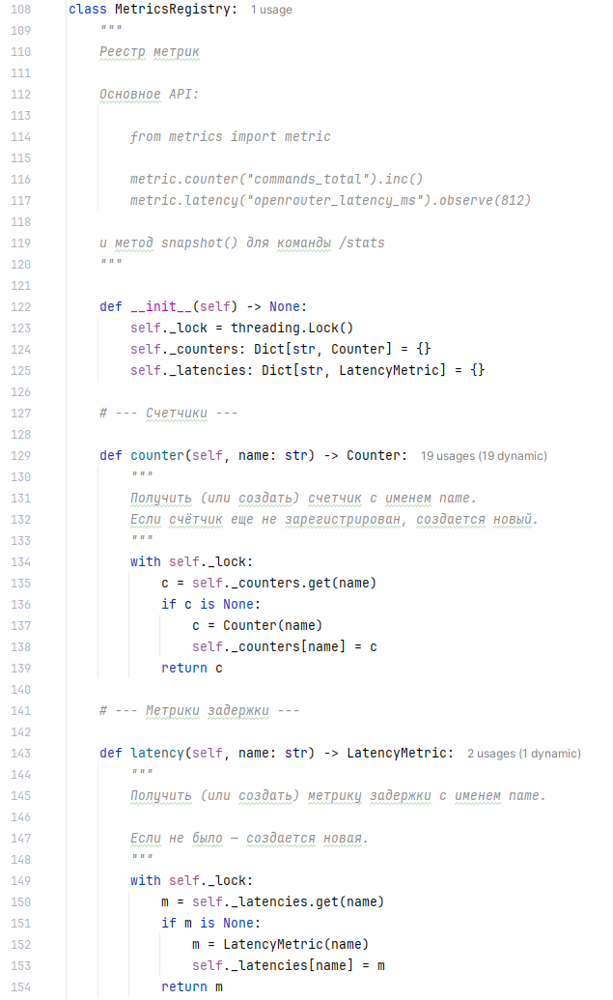 108 class MetricsRegistry: 1 usage
109 """
110 Реестр метрик
111
112 Основное API:
113
114 from metrics import metric
115
116 metric.counter("commands_total").inc()
117 metric.latency("openrouter_latency_ms").observe(812)
118
119 и метод snapshot() для команды /stats
120 """
121
122 def __init__(self) -> None:
123 self._lock = threading.Lock()
124 self._counters: Dict[str, Counter] = {}
125 self._latencies: Dict[str, LatencyMetric] = {}
126
127 # --- Счетчики ---
128
129 def counter(self, name: str) -> Counter: 19 usages (19 dynamic)
130 """
131 Получить (или создать) счетчик с именем name.
132 Если счётчик еще не зарегистрирован, создается новый.
133 """
134 with self._lock:
135 c = self._counters.get(name)
136 if c is None:
137 c = Counter(name)
138 self._counters[name] = c
139 return c
140
141 # --- Метрики задержки ---
142
143 def latency(self, name: str) -> LatencyMetric: 2 usages (1 dynamic)
144 """
145 Получить (или создать) метрику задержки с именем name.
146
147 Если не было — создается новая.
148 """
149 with self._lock:
150 m = self._latencies.get(name)
151 if m is None:
152 m = LatencyMetric(name)
153 self._latencies[name] = m
154 return m